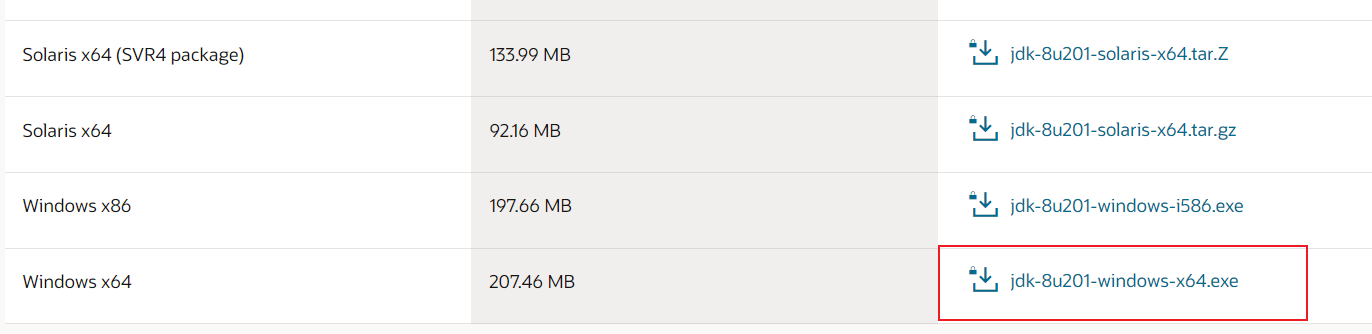 Solaris x64 (SVR4 package) 133.99 MB jdk-8u201-solaris-x64.tar.Z
Solaris x64 92.16 MB jdk-8u201-solaris-x64.tar.gz
Windows x86 197.66 MB jdk-8u201-windows-i586.exe
Windows x64 207.46 MB jdk-8u201-windows-x64.exe